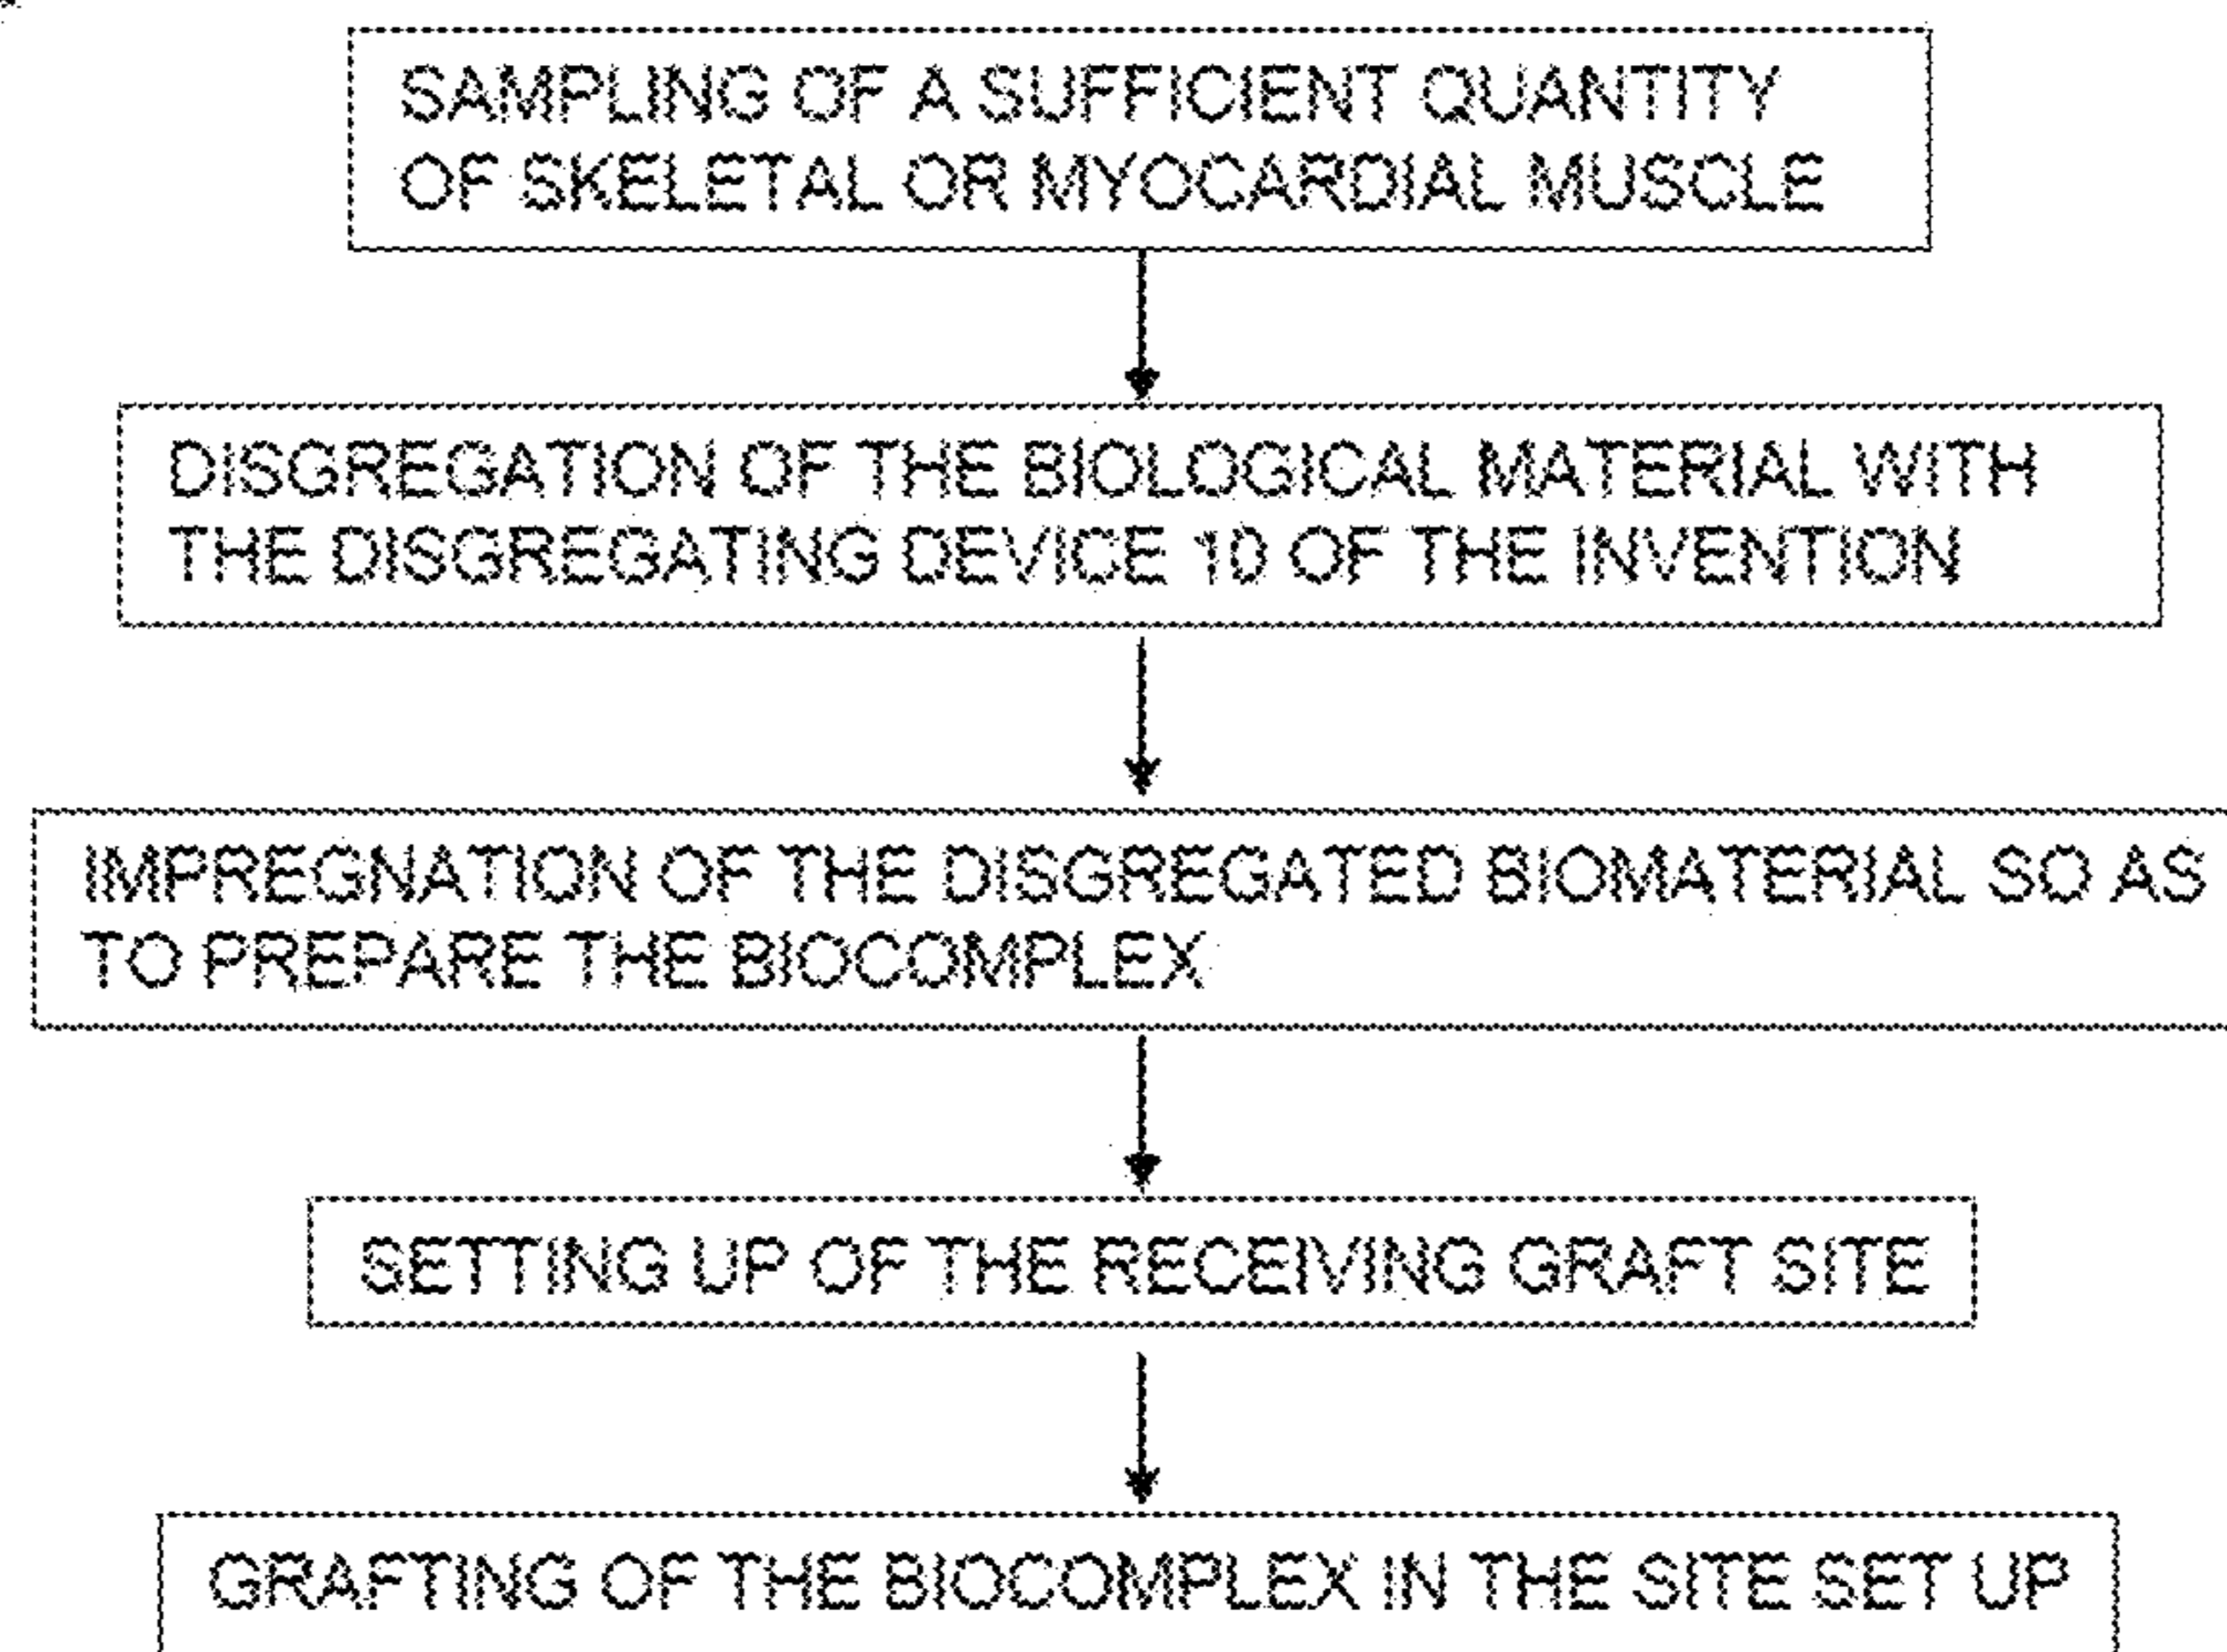 SAMPLING OF A SUFFICIENT QUANTITY
OF SKELETAL OR MYOCARDIAL MUSCLE
DISGREGATION OF THE BIOLOGICAL MATERIAL WITH
THE DISGREGATING DEVICE 10 OF THE INVENTION
IMPREGNATION OF THE DISGREGATED BIOMATERIAL SO AS
TO PREPARE THE BIOCOMPLEX
SETTING UP OF THE RECEIVING GRAFT SITE
GRAFTING OF THE BIOCOMPLEX IN THE SITE SET UP